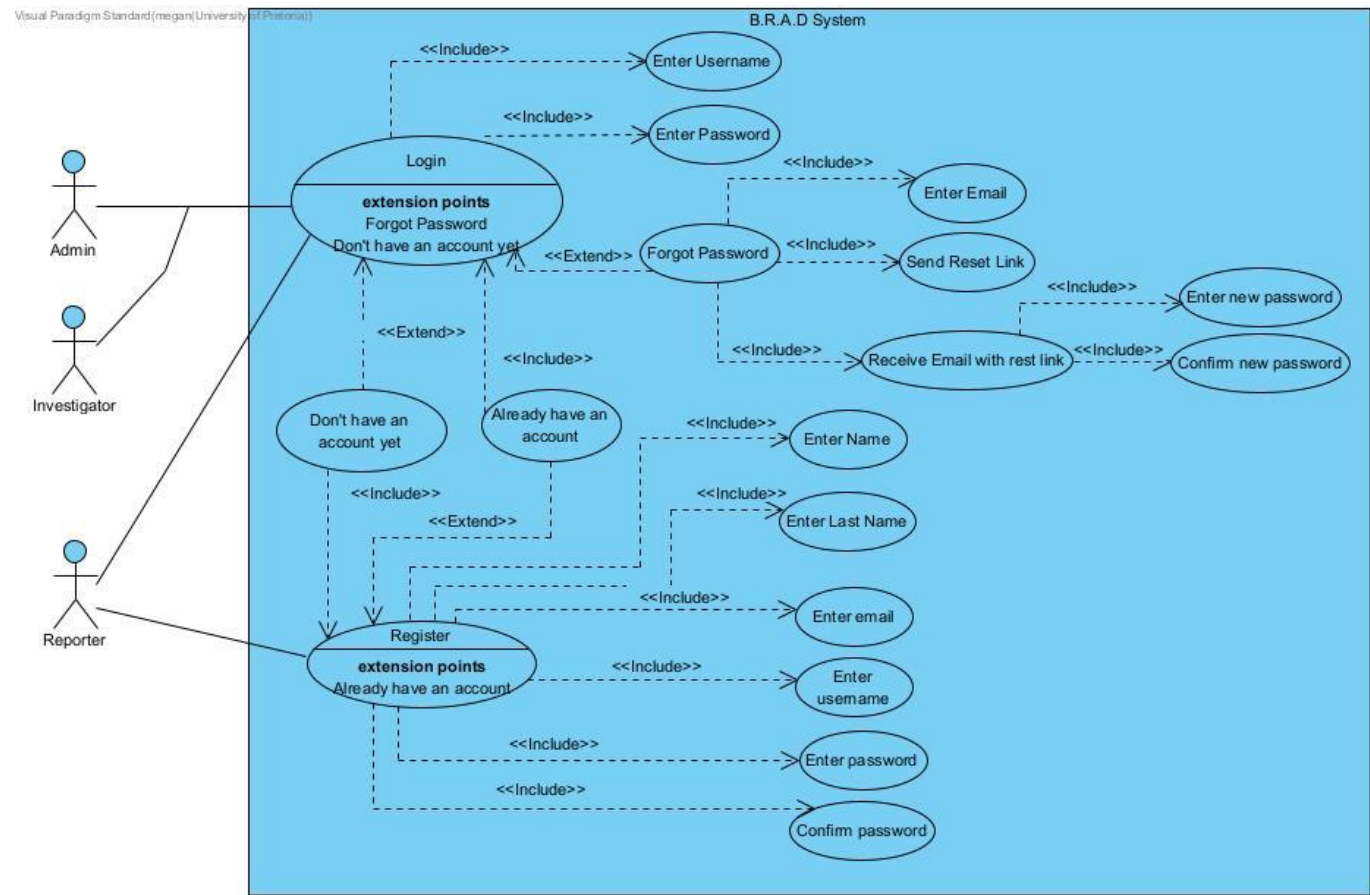 Visual Paradigm Standard(megan(University of Pretoria))
B.R.A.D System
<<Include>>
Enter Username
<<Include>>
Enter Password
Login
extension points
Forgot Password
Don't have an account yet
<<Include>>
Enter Email
Admin
<<Extend>>
Forgot Password
<<Include>>
Send Reset Link
<<Include>>
Enter new password
<<Extend>>
<<Include>>
<<Include>>
Receive Email with rest link
<<Include>>
Confirm new password
Investigator
Don't have an
account yet
Already have an
account
<<Include>>
Enter Name
<<Include>>
<<Extend>>
<<Include>>
Enter Last Name
Reporter
<<Include>>
Enter email
Register
extension points
Already have an account
<<Include>>
Enter
username
<<Include>>
Enter password
<<Include>>
Confirm password